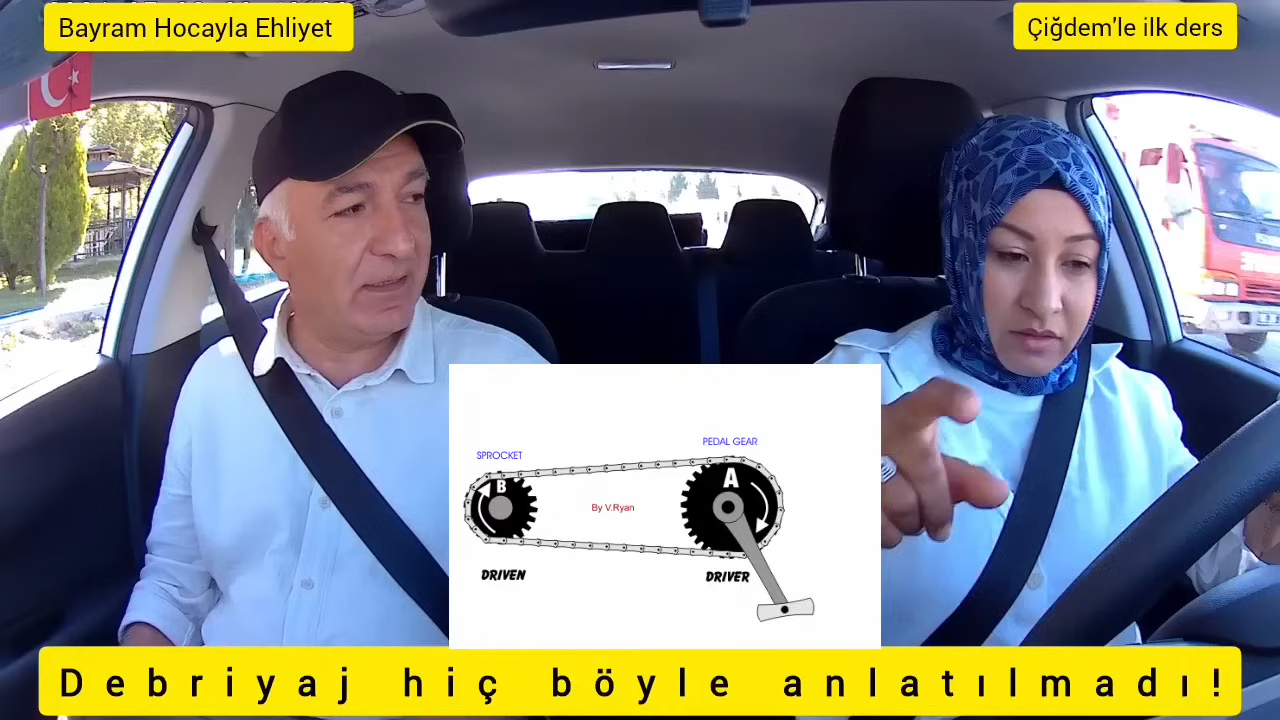 Bayram Hocayla Ehliyet
Çiğdem'le ilk ders
PEDAL GEAR
SPROCKET
B
A
By V.Ryan
DRIVEN
DRIVER
Debriyaj hiç böyle anlatılmadı!